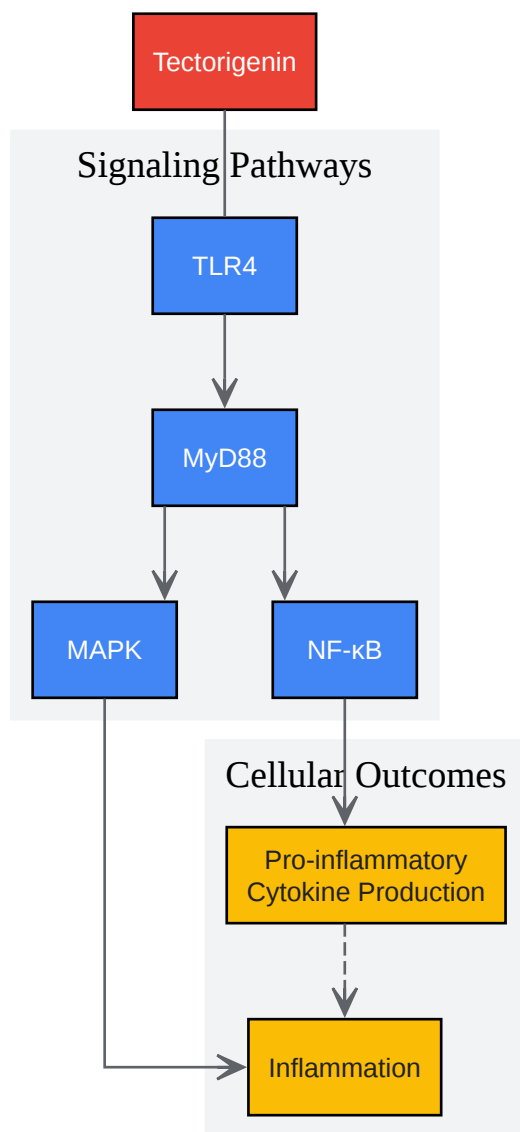 Tectorigenin
Signaling Pathways
TLR4
MyD88
MAPK
NF-κB
Cellular Outcomes
Pro-inflammatory
Cytokine Production
Inflammation